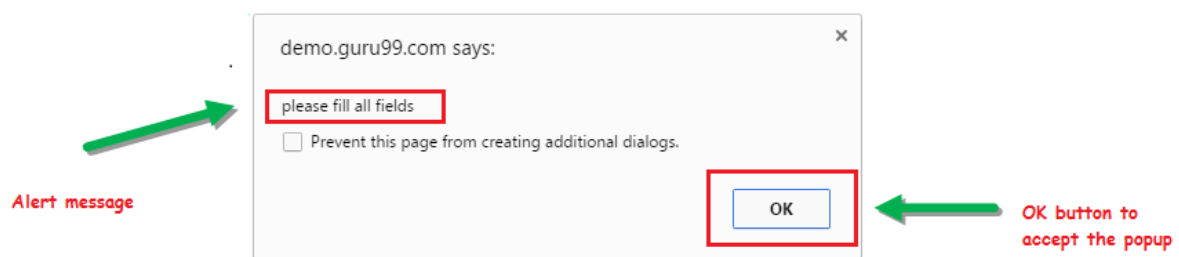 demo.guru99.com says:
×
please fill all fields
Prevent this page from creating additional dialogs.
Alert message
OK
OK button to
accept the popup